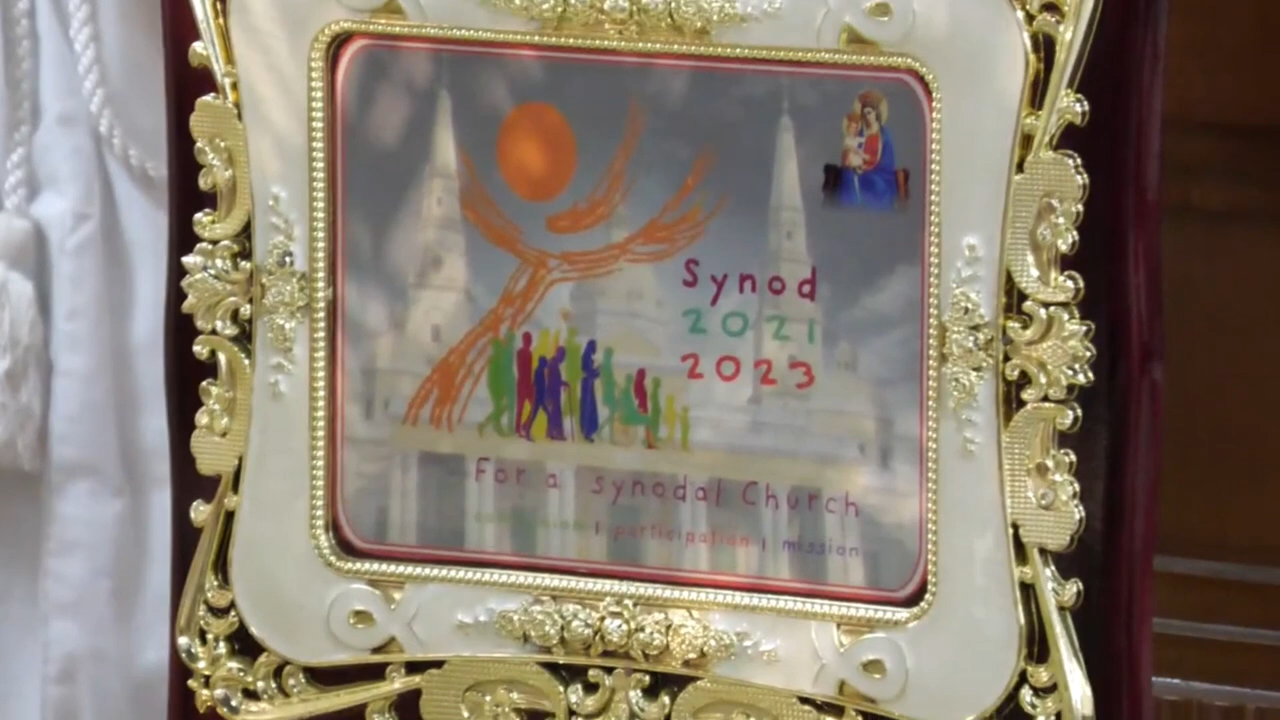 Synod
2021
2023
For a synodal Church
| participation | mission